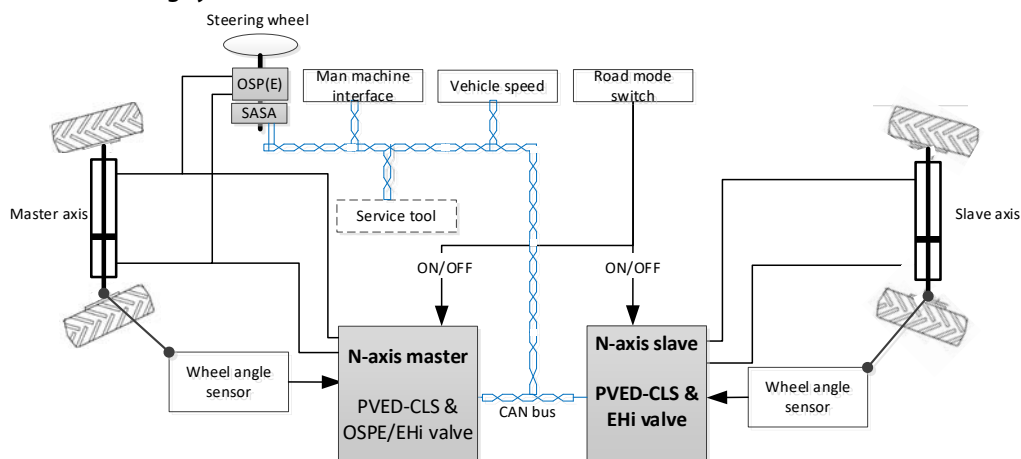 Steering wheel
OSP(E)
SASA
Man machine
interface
Vehicle speed
Road mode
switch
Master axis
Service tool
Slave axis
ON/OFF
ON/OFF
N-axis master
PVED-CLS &
OSPE/EHi valve
N-axis slave
PVED-CLS &
EHi valve
Wheel angle
sensor
CAN bus
Wheel angle
sensor